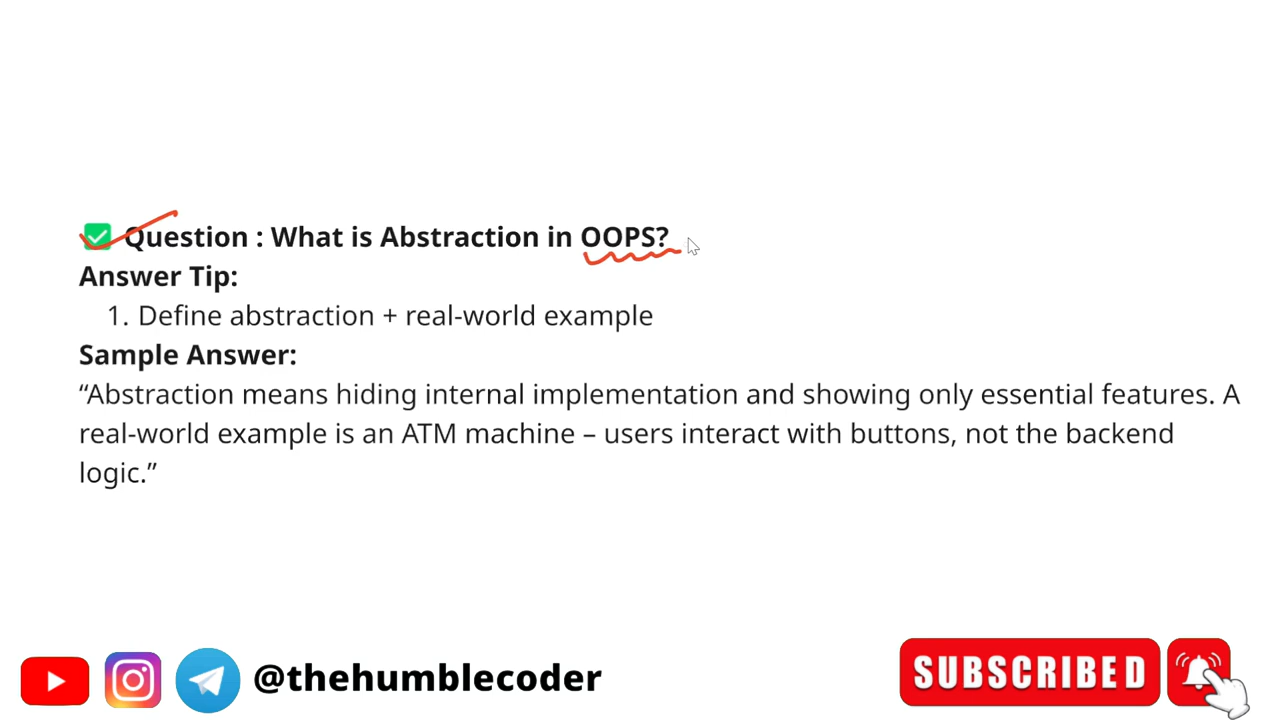 ✅ Question : What is Abstraction in OOPS?
Answer Tip:
1. Define abstraction + real-world example
Sample Answer:
“Abstraction means hiding internal implementation and showing only essential features. A
real-world example is an ATM machine – users interact with buttons, not the backend
logic.”
@thehumblecoder
SUBSCRIBED